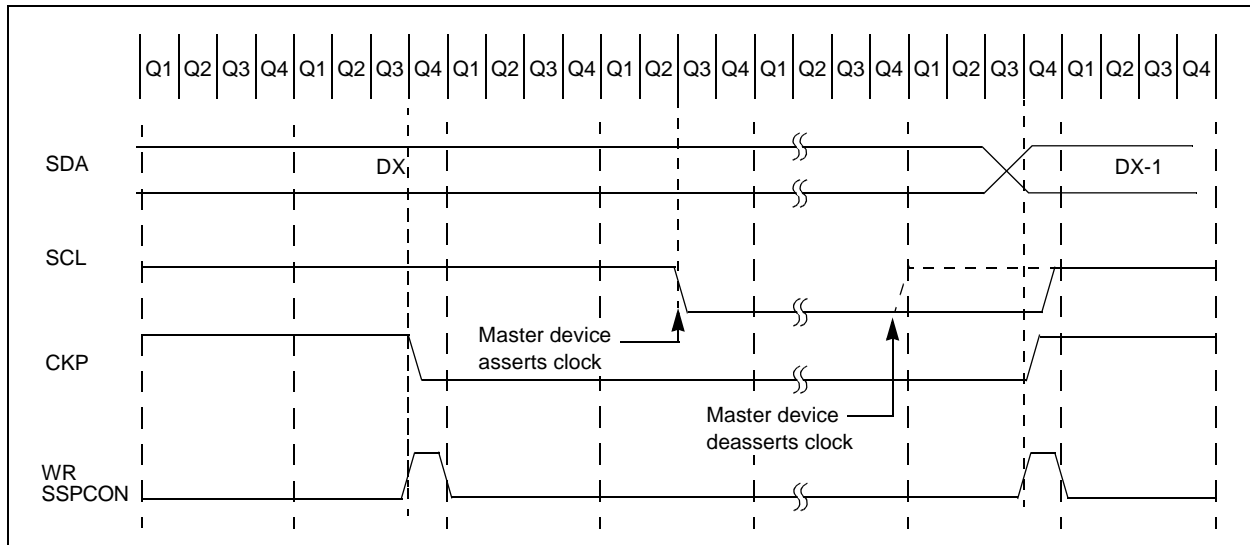 Q1 Q2 Q3 Q4 Q1 Q2 Q3 Q4 Q1 Q2 Q3 Q4 Q1 Q2 Q3 Q4 Q1 Q2 Q3 Q4 Q1 Q2 Q3 Q4 Q1 Q2 Q3 Q4
SDA
DX
DX-1
SCL
Master device
asserts clock
CKP
Master device
deasserts clock
WR
SSPCON